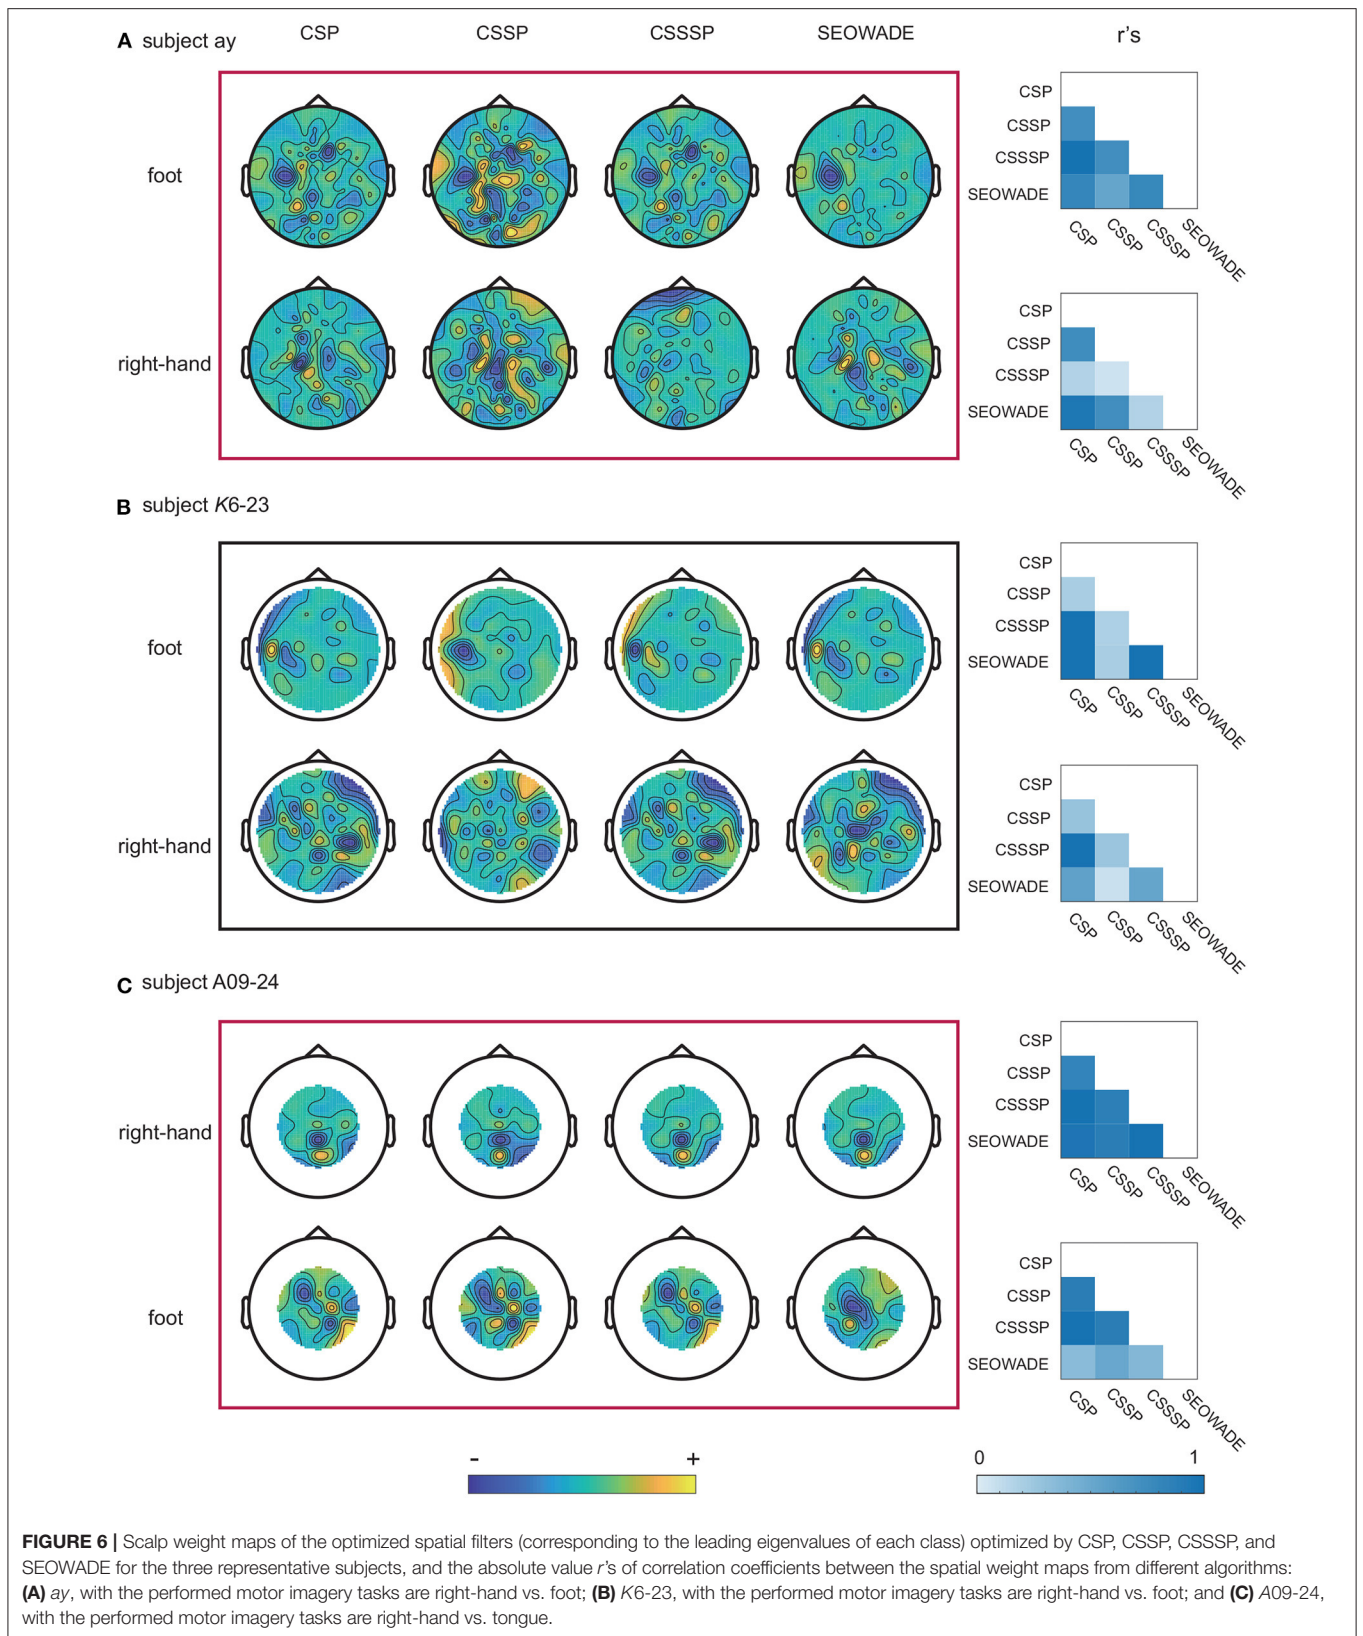 A subject ay
CSP
CSSP
CSSSP
SEOWADE
r's
foot
right-hand
CSP
CSSP
CSSSP
SEOWADE
CSP
CSSP
CSSSP
SEOWADE
CSP
CSSP
CSSSP
SEOWADE
CSP
CSSP
CSSSP
SEOWADE
B subject K6-23
foot
right-hand
CSP
CSSP
CSSSP
SEOWADE
CSP
CSSP
CSSSP
SEOWADE
CSP
CSSP
CSSSP
SEOWADE
CSP
CSSP
CSSSP
SEOWADE
C subject A09-24
right-hand
foot
CSP
CSSP
CSSSP
SEOWADE
CSP
CSSP
CSSSP
SEOWADE
CSP
CSSP
CSSSP
SEOWADE
CSP
CSSP
CSSSP
SEOWADE
- +
0 1
FIGURE 6 | Scalp weight maps of the optimized spatial filters (corresponding to the leading eigenvalues of each class) optimized by CSP, CSSP, CSSSP, and
SEOWADE for the three representative subjects, and the absolute value r's of correlation coefficients between the spatial weight maps from different algorithms:
(A) ay, with the performed motor imagery tasks are right-hand vs. foot; (B) K6-23, with the performed motor imagery tasks are right-hand vs. foot; and (C) A09-24,
with the performed motor imagery tasks are right-hand vs. tongue.